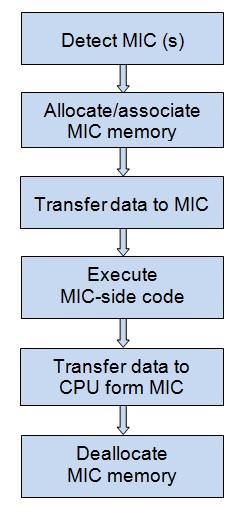 Detect MIC (s)
Allocate/associate
MIC memory
Transfer data to MIC
Execute
MIC-side code
Transfer data to
CPU form MIC
Deallocate
MIC memory